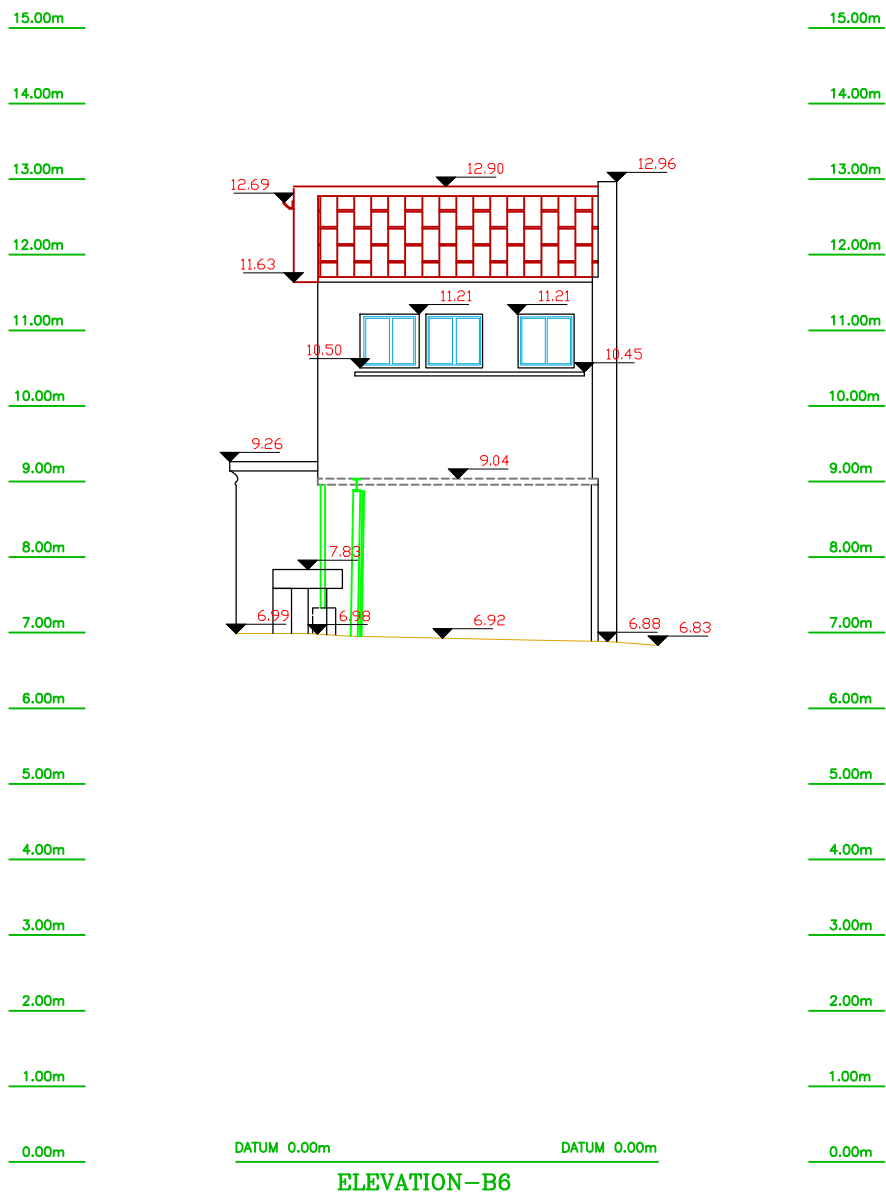 15.00m 15.00m
14.00m 14.00m
13.00m 13.00m
12.96
12.90
12.69
12.00m 12.00m
11.63
11.21 11.21
11.00m 11.00m
10.50 10.45
10.00m 10.00m
9.26
9.04
9.00m 9.00m
8.00m 8.00m
7.83
7.00m 7.00m
6.99 6.98 6.92 6.88 6.83
6.00m 6.00m
5.00m 5.00m
4.00m 4.00m
3.00m 3.00m
2.00m 2.00m
1.00m 1.00m
0.00m DATUM 0.00m DATUM 0.00m 0.00m
ELEVATION-B6